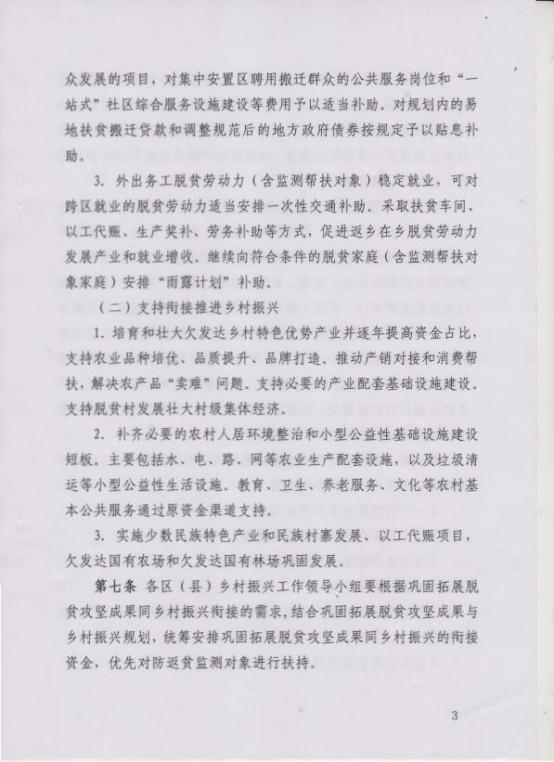 众发展的项目，对集中安置区聘用搬迁群众的公共服务岗位和“一
站式”社区综合服务设施建设等费用予以适当补助。对规划内的易
地扶贫搬迁贷款和调整规范后的地方政府债券按规定予以贴息补
助。
3. 外出务工脱贫劳动力（含监测帮扶对象）稳定就业，可对
跨区就业的脱贫劳动力适当安排一次性交通补助。采取扶贫车间、
以工代赈、生产奖补、劳务补助等方式，促进返乡在乡脱贫劳动力
发展产业和就业增收。继续向符合条件的脱贫家庭（含监测帮扶对
象家庭）安排“雨露计划”补助。
（二）支持衔接推进乡村振兴
1. 培育和壮大欠发达乡村特色优势产业并逐年提高资金占比，
支持农业品种培优、品质提升、品牌打造。推动产销对接和消费帮
扶，解决农产品“卖难”问题。支持必要的产业配套基础设施建设。
支持脱贫村发展壮大村级集体经济。
2. 补齐必要的农村人居环境整治和小型公益性基础设施建设
短板。主要包括水、电、路、网等农业生产配套设施，以及垃圾清
运等小型公益性生活设施。教育、卫生、养老服务、文化等农村基
本公共服务通过原资金渠道支持。
3. 实施少数民族特色产业和民族村寨发展、以工代赈项目，
欠发达国有农场和欠发达国有林场巩固发展。
第七条 各区（县）乡村振兴工作领导小组要根据巩固拓展脱
贫攻坚成果同乡村振兴衔接的需求，结合巩固拓展脱贫攻坚成果与
乡村振兴规划，统筹安排巩固拓展脱贫攻坚成果同乡村振兴的衔接
资金，优先对防返贫监测对象进行扶持。
3